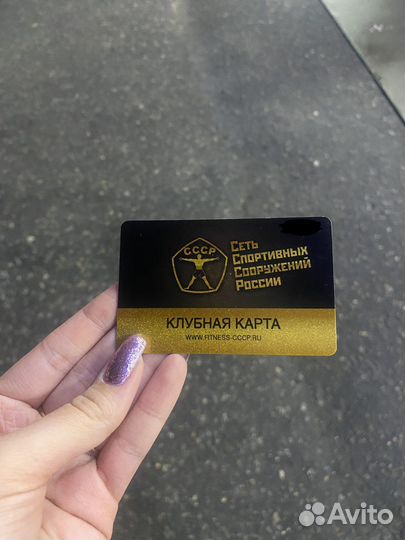 СССР
Сеть
Спортивных
Сооружений
России
КЛУБНАЯ КАРТА
WWW.FITNESS-CCCP.RU
Avito